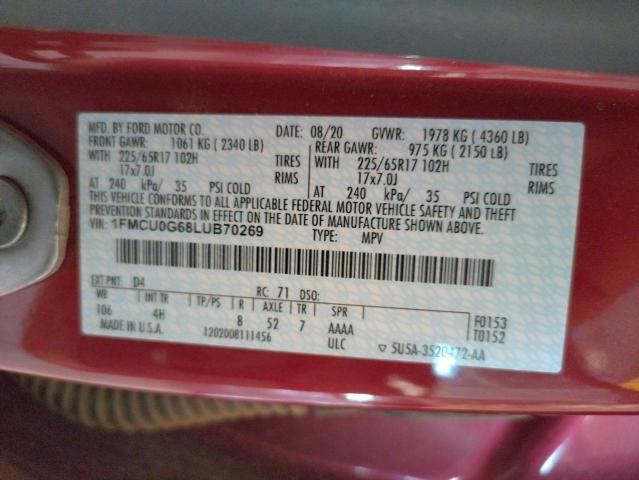 MFD. BY FORD MOTOR CO. DATE: 08/20 GVWR: 1978 KG ( 4360 LB)
FRONT GAWR: 1061 KG ( 2340 LB) REAR GAWR: 975 KG ( 2150 LB)
WITH 225/65R17 102H TIRES WITH 225/65R17 102H TIRES
17x7.0J RIMS 17x7.0J RIMS
AT 240 kPa/ 35 PSI COLD AT 240 kPa/ 35 PSI COLD
THIS VEHICLE CONFORMS TO ALL APPLICABLE FEDERAL MOTOR VEHICLE SAFETY AND THEFT
PREVENTION STANDARDS IN EFFECT ON THE DATE OF MANUFACTURE SHOWN ABOVE.
VIN: 1FMCU0G68LUB70269 TYPE: MPV
EXT PNT: D4 RC: 71 DSO:
WB INT TR TP/PS R AXLE TR SPR F0153
106 4H 8 52 7 AAAA T0152
MADE IN U.S.A. 1202008111456 ULC ▽ 5U5A-3520472-AA